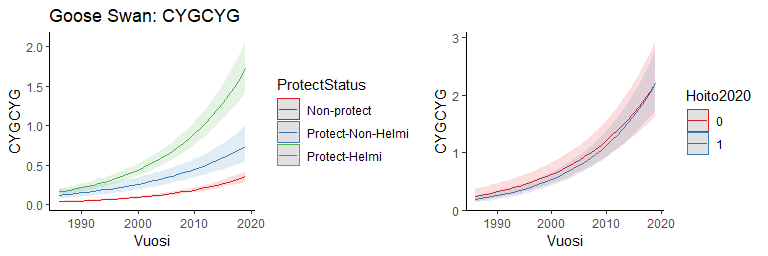 Goose Swan: CYGCYG
CYGCYG
2.0
1.5
1.0
0.5
0.0
1990 2000 2010 2020
Vuosi
ProtectStatus
Non-protect
Protect-Non-Helmi
Protect-Helmi
CYGCYG
3
2
1
0
1990 2000 2010 2020
Vuosi
Hoito2020
0
1